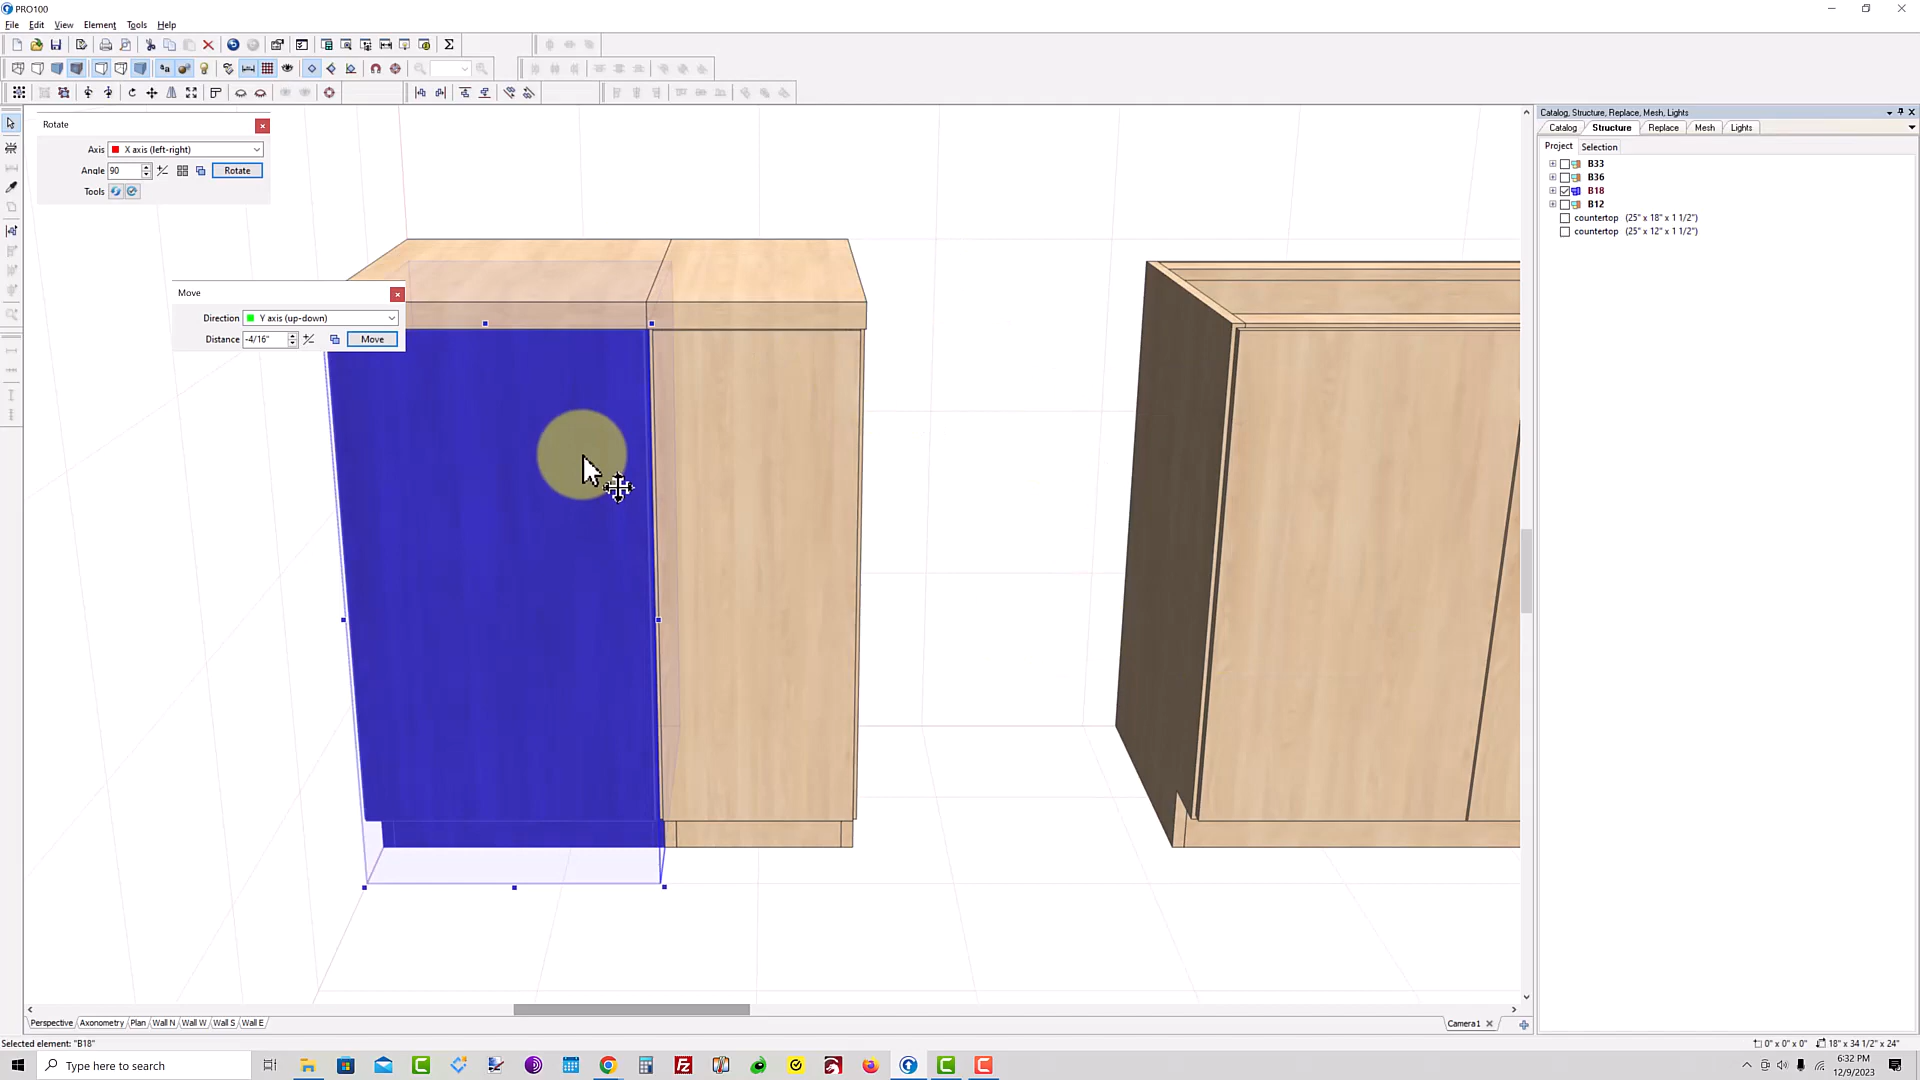 PRO100
File Edit View Element Tools Help
Rotate
Axis X axis (left-right)
Angle 90 Rotate
Tools
Move
Direction Y axis (up-down)
Distance -4/16" Move
Catalog, Structure, Replace, Mesh, Lights
Catalog Structure Replace Mesh Lights
Project Selection
B33
B36
B18
B12
countertop (25" x 18" x 1 1/2")
countertop (25" x 12" x 1 1/2")
Perspective Axonometry Plan Wall N Wall W Wall S Wall E
Camera1
Selected element: "B18"
0" x 0" x 0" 18" x 34 1/2" x 24"
Type here to search
6:32 PM
12/9/2023